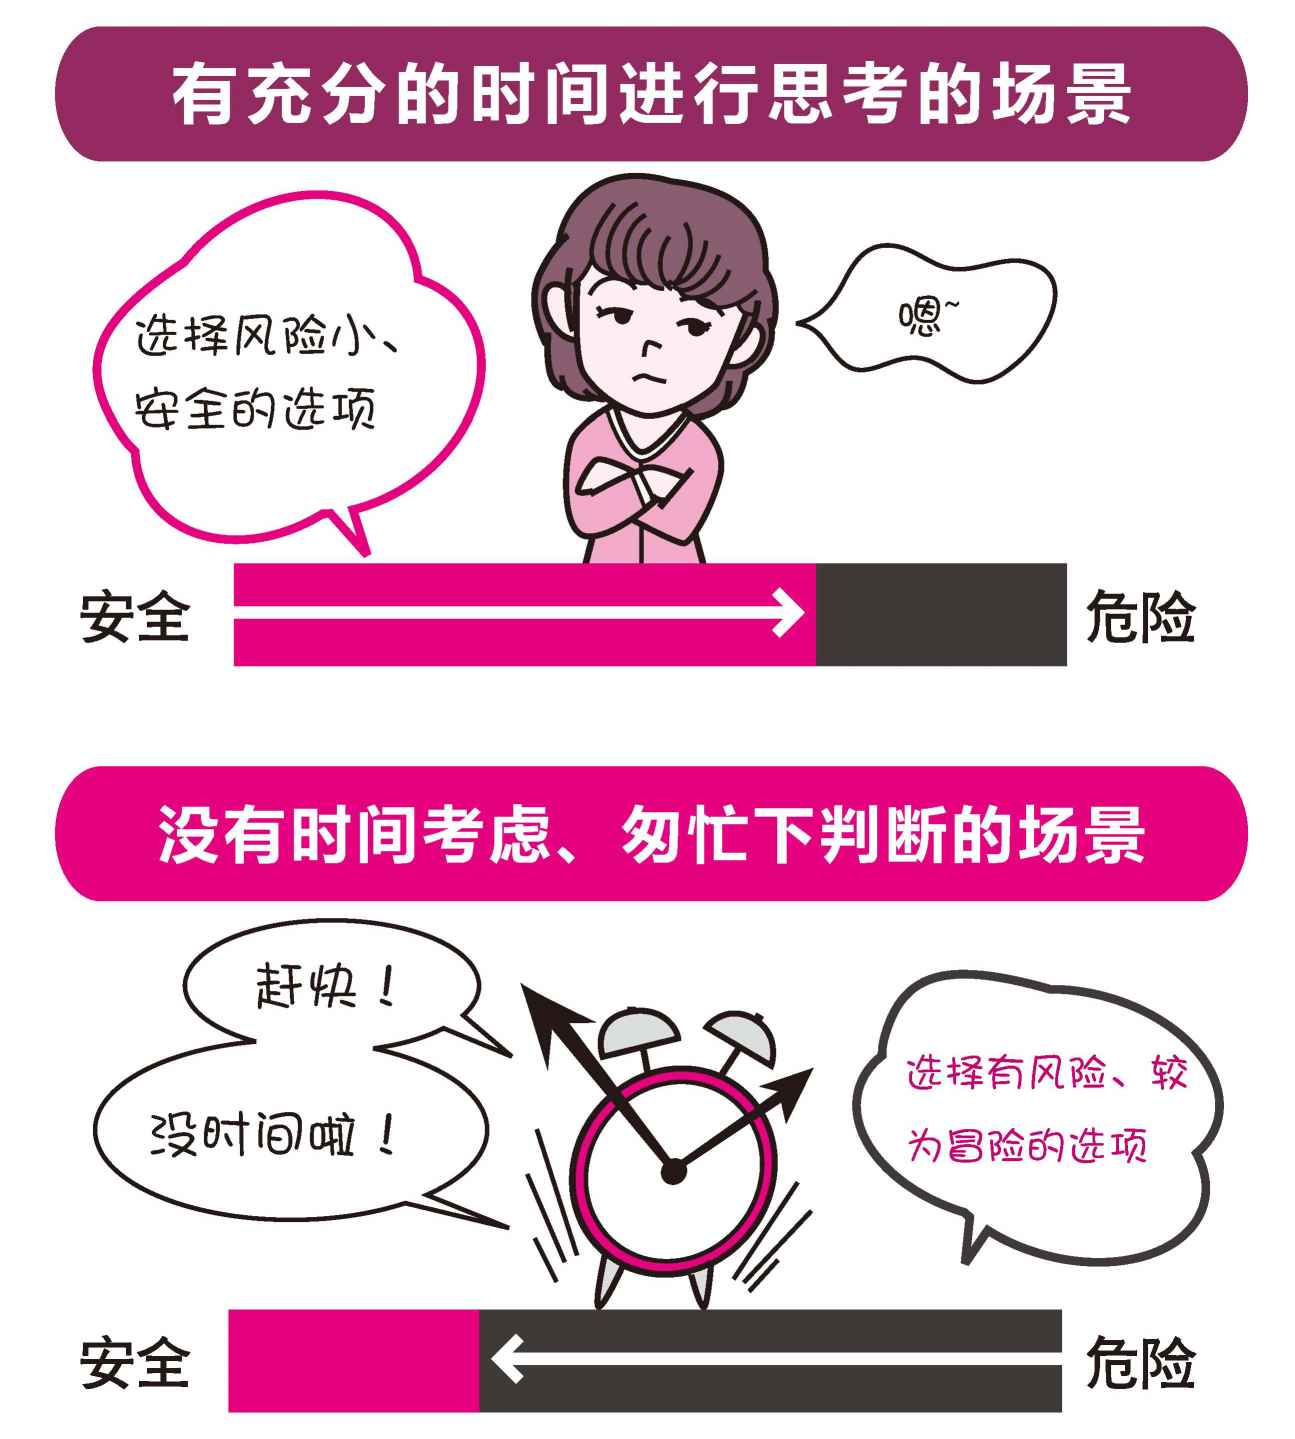 有充分的时间进行思考的场景
选择风险小、
安全的选项
嗯~
安全
危险
没有时间考虑、匆忙下判断的场景
赶快！
没时间啦！
选择有风险、较
为冒险的选项
安全
危险